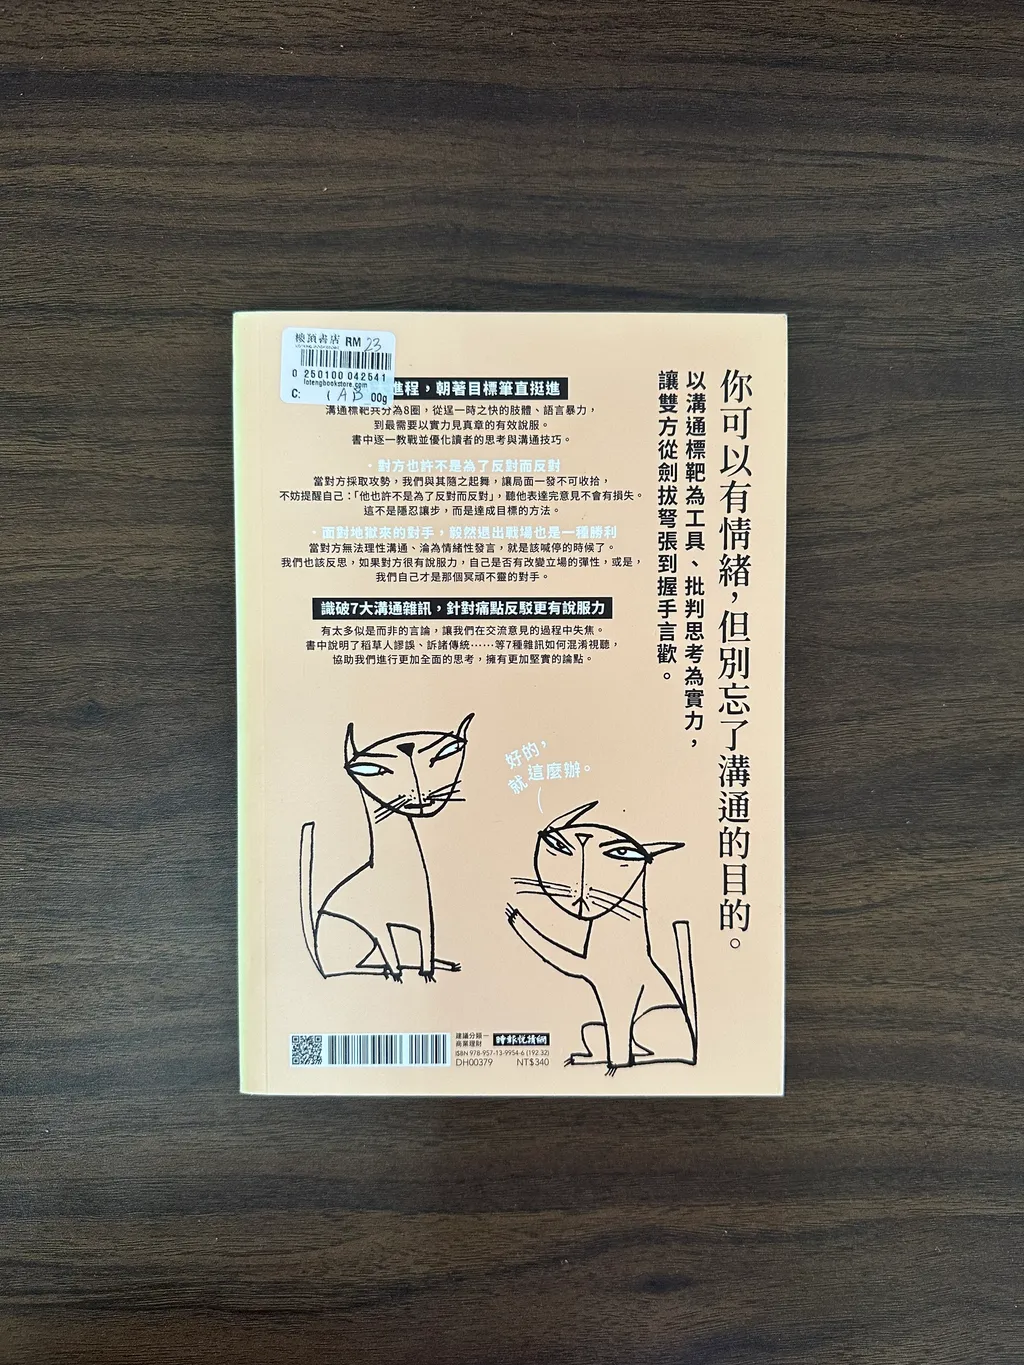 你可以有情緒，但別忘了溝通的目的。
以溝通標靶為工具、批判思考為實力，
讓雙方從劍拔弩張到握手言歡。
樓頂書店 RM 23
0 250100 042541
lotengbookstore.com
C: (AB 00g
進程，朝著目標筆直挺進
溝通標靶共分為8圈，從逞一時之快的肢體、語言暴力，
到最需要以實力見真章的有效說服。
書中逐一教戰並優化讀者的思考與溝通技巧。
·對方也許不是為了反對而反對
當對方採取攻勢，我們與其隨之起舞，讓局面一發不可收拾，
不妨提醒自己：「他也許不是為了反對而反對」，聽他表達完意見不會有損失。
這不是隱忍讓步，而是達成目標的方法。
·面對地獄來的對手，毅然退出戰場也是一種勝利
當對方無法理性溝通、淪為情緒性發言，就是該喊停的時候了。
我們也該反思，如果對方很有說服力，自己是否有改變立場的彈性，或是，
我們自己才是那個冥頑不靈的對手。
識破7大溝通雜訊，針對痛點反駁更有說服力
有太多似是而非的言論，讓我們在交流意見的過程中失焦。
書中說明了稻草人謬誤、訴諸傳統……等7種雜訊如何混淆視聽，
協助我們進行更加全面的思考，擁有更加堅實的論點。
好的，
就這麼辦。
建議分類一
商業理財
時報悅讀網
ISBN 978-957-13-9954-6 (192.32)
DH00379 NT$340